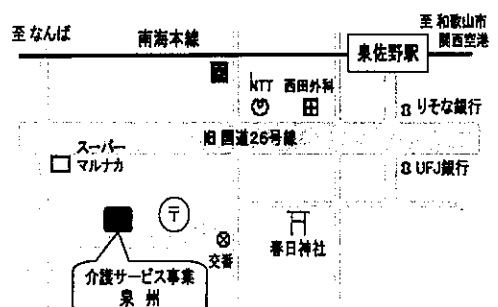 至 なんば
南海本線
至 和歌山市
関西空港
泉佐野駅
NTT
西田外科
りそな銀行
旧 国道26号線
スーパー
マルナカ
UFJ銀行
〒
交番
春日神社
介護サービス事業
泉 州